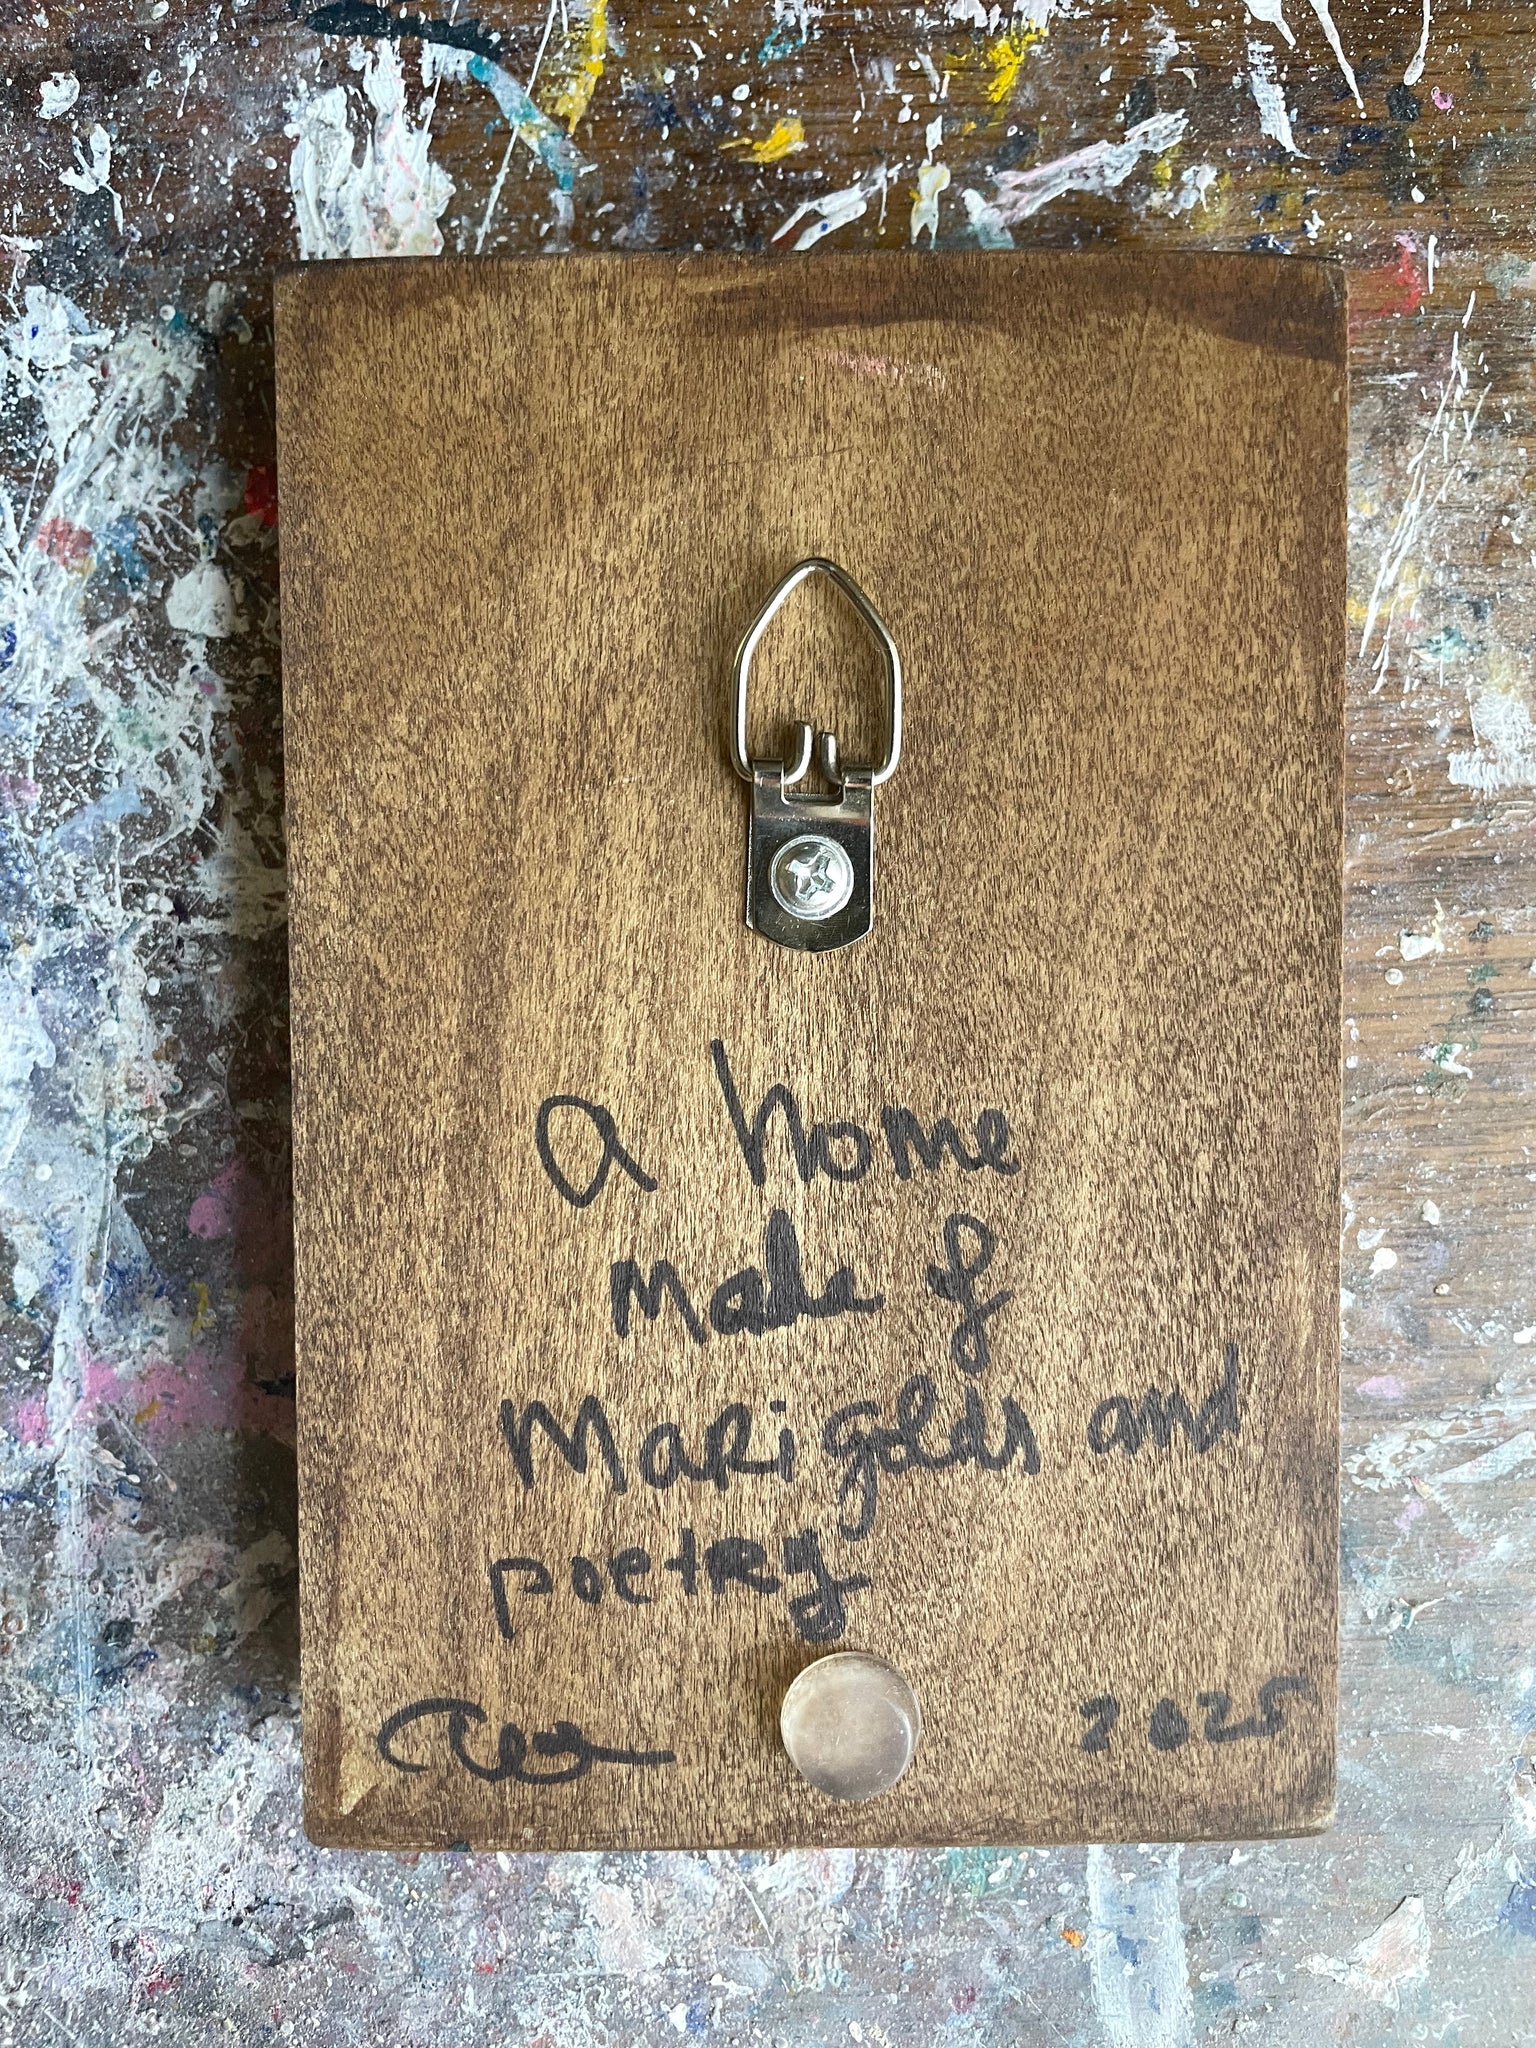 a home
made of
Marigolds and
poetry
2025